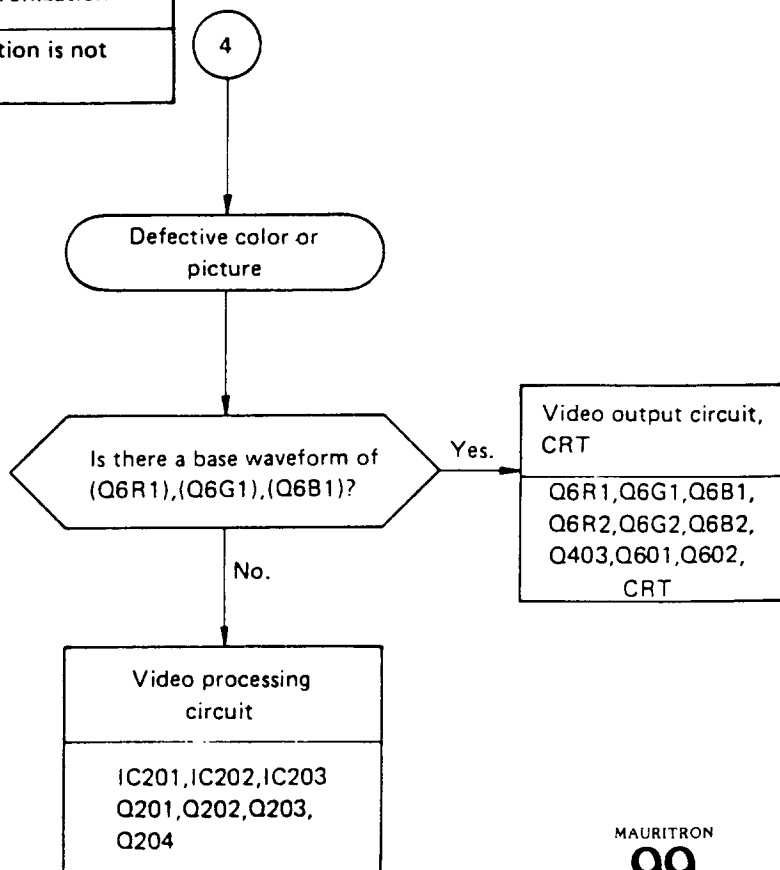 tion is not
4
Defective color or
picture
Is there a base waveform of
(Q6R1),(Q6G1),(Q6B1)?
Yes.
Video output circuit,
CRT
Q6R1,Q6G1,Q6B1,
Q6R2,Q6G2,Q6B2,
Q403,Q601,Q602,
CRT
No.
Video processing
circuit
IC201,IC202,IC203
Q201,Q202,Q203,
Q204
MAURITRON
99